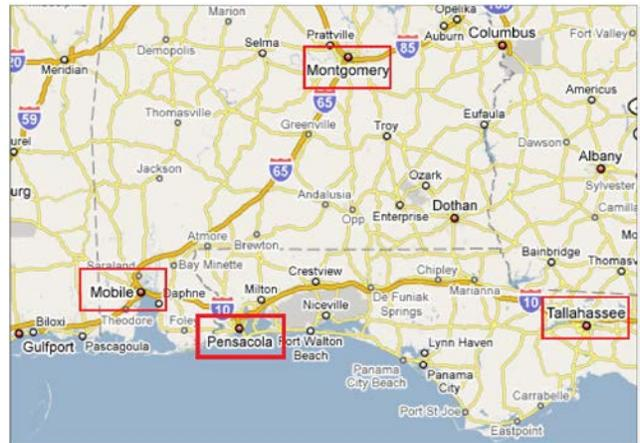 Marion
Opelika
Prattville
Auburn
Columbus
Fort Valley
Selma
85
Demopolis
20
Meridian
Montgomery
Americus
65
Thomasville
59
Greenville
Troy
Eufaula
Dawson
urel
65
Albany
Jackson
Ozark
Sylvester
urg
Andalusia
Opp
Enterprise
Dothan
Camilla
Atmore
Brewton
Mo
Bainbridge
Saraland
Bay Minette
Thomasv
Crestview
Chipley
Mobile
Daphne
Milton
Marianna
10
Niceville
De Funiak
Springs
10
Tallahassee
Biloxi
Theodore
Fole
Gulfport
Pascagoula
Pensacola
Fort Walton
Beach
Lynn Haven
Panama
City Beach
Panama
City
Carrabelle
Port St Joe
Eastpoint